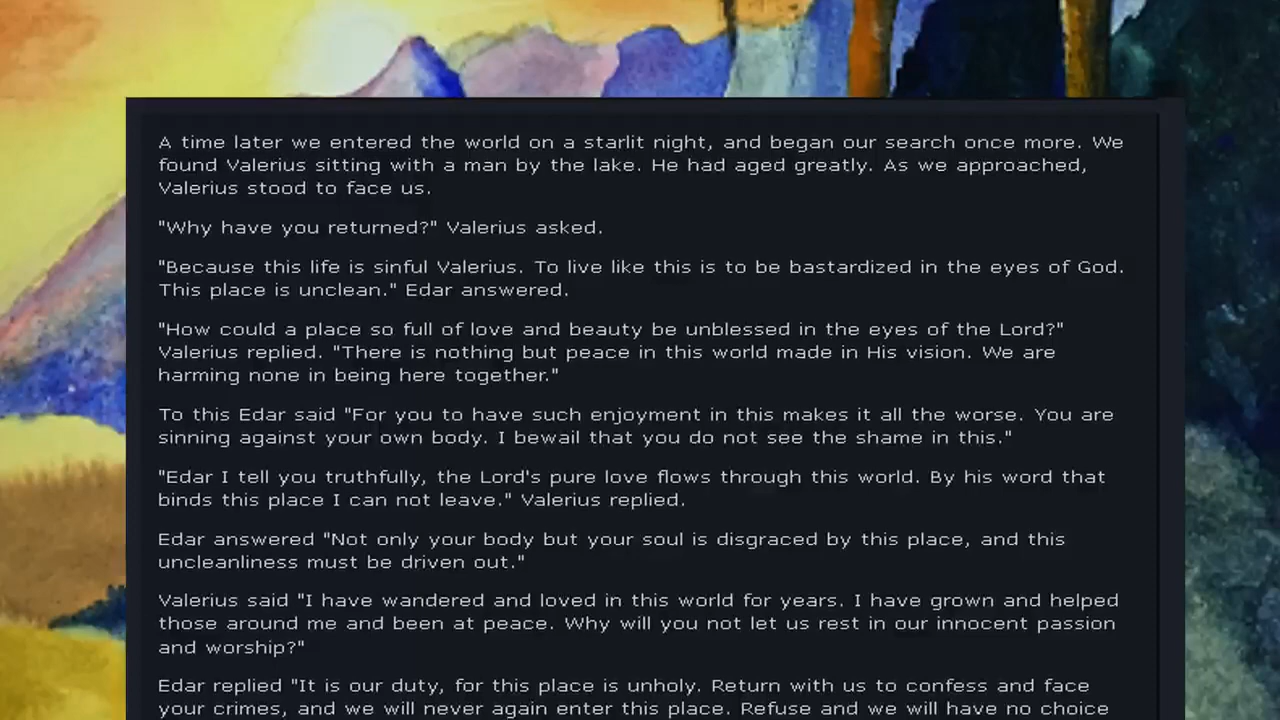 A time later we entered the world on a starlit night, and began our search once more. We
found Valerius sitting with a man by the lake. He had aged greatly. As we approached,
Valerius stood to face us.
"Why have you returned?" Valerius asked.
"Because this life is sinful Valerius. To live like this is to be bastardized in the eyes of God.
This place is unclean." Edar answered.
"How could a place so full of love and beauty be unblessed in the eyes of the Lord?"
Valerius replied. "There is nothing but peace in this world made in His vision. We are
harming none in being here together."
To this Edar said "For you to have such enjoyment in this makes it all the worse. You are
sinning against your own body. I bewail that you do not see the shame in this."
"Edar I tell you truthfully, the Lord's pure love flows through this world. By his word that
binds this place I can not leave." Valerius replied.
Edar answered "Not only your body but your soul is disgraced by this place, and this
uncleanliness must be driven out."
Valerius said "I have wandered and loved in this world for years. I have grown and helped
those around me and been at peace. Why will you not let us rest in our innocent passion
and worship?"
Edar replied "It is our duty, for this place is unholy. Return with us to confess and face
your crimes, and we will never again enter this place. Refuse and we will have no choice